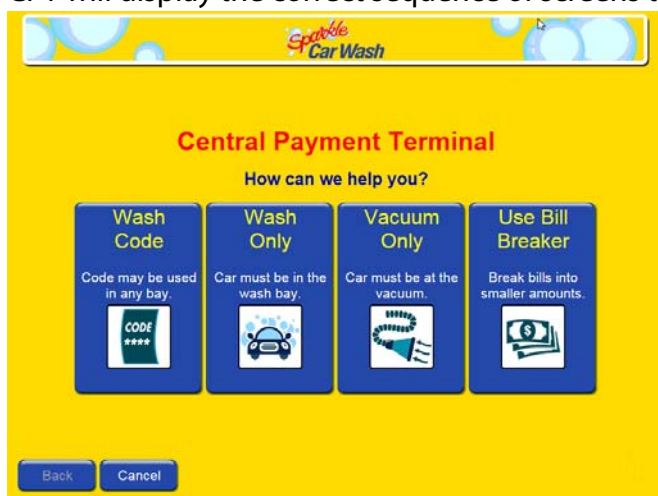 Sparkle
Car Wash
Central Payment Terminal
How can we help you?
Wash
Code
Code may be used
in any bay.
CODE
****
Wash
Only
Car must be in the
wash bay.
Vacuum
Only
Car must be at the
vacuum.
Use Bill
Breaker
Break bills into
smaller amounts.
$
Back
Cancel